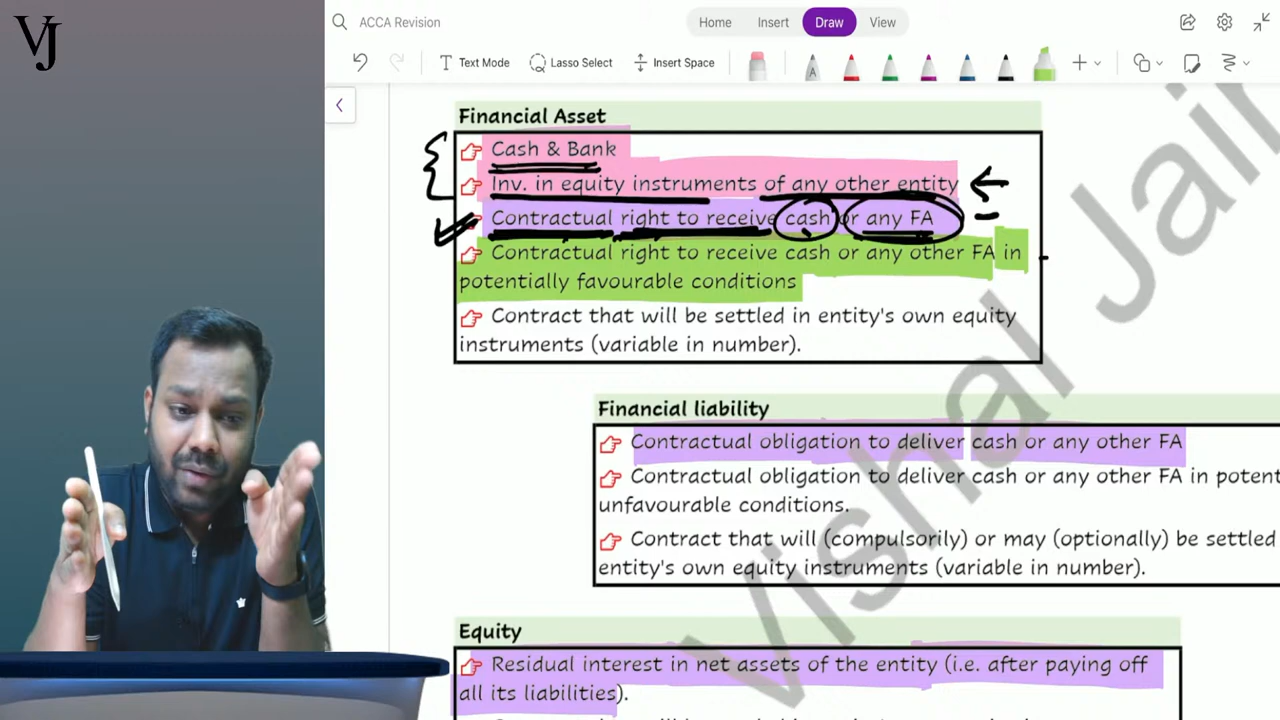 VJ
ACCA Revision
Home Insert Draw View
Text Mode Lasso Select Insert Space
Financial Asset
Cash & Bank
Inv. in equity instruments of any other entity
Contractual right to receive cash or any FA
Contractual right to receive cash or any other FA in
potentially favourable conditions
Contract that will be settled in entity's own equity
instruments (variable in number).
Financial liability
Contractual obligation to deliver cash or any other FA
Contractual obligation to deliver cash or any other FA in potent
unfavourable conditions.
Contract that will (compulsorily) or may (optionally) be settled
entity's own equity instruments (variable in number).
Equity
Residual interest in net assets of the entity (i.e. after paying off
all its liabilities).
Vishal Jain